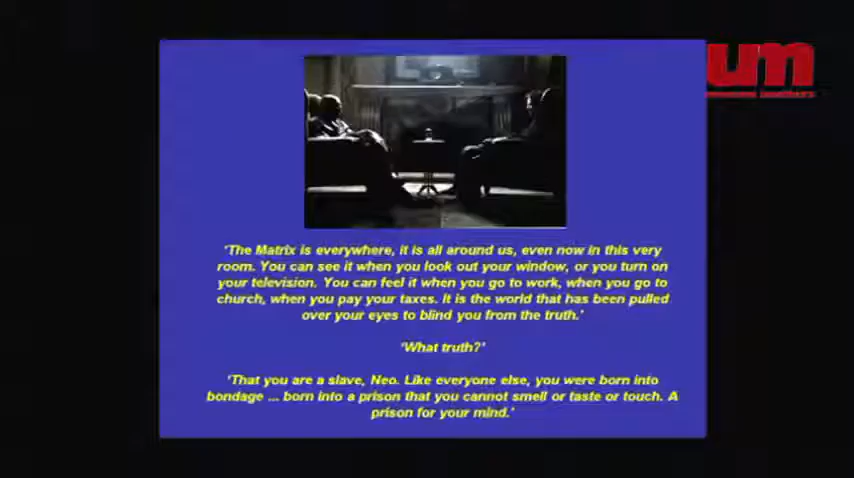 um
'The Matrix is everywhere, it is all around us, even now in this very
room. You can see it when you look out your window, or you turn on
your television. You can feel it when you go to work, when you go to
church, when you pay your taxes. It is the world that has been pulled
over your eyes to blind you from the truth.'
'What truth?'
'That you are a slave, Neo. Like everyone else, you were born into
bondage ... born into a prison that you cannot smell or taste or touch. A
prison for your mind.'